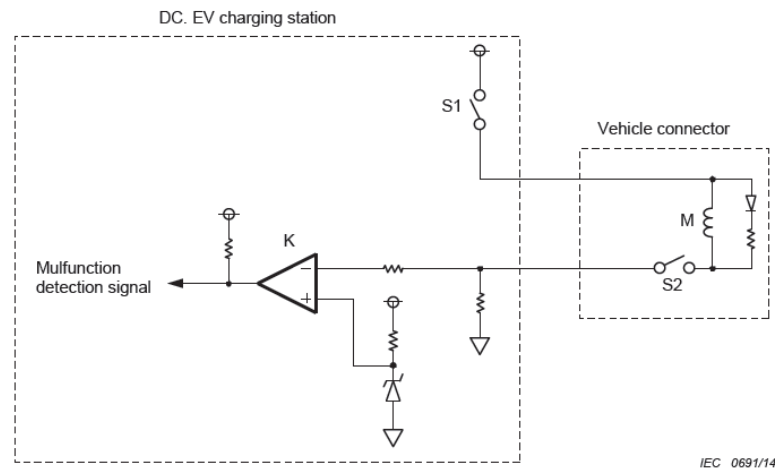 DC. EV charging station
S1
Vehicle connector
M
K
Mulfunction
detection signal
S2
IEC 0691/14